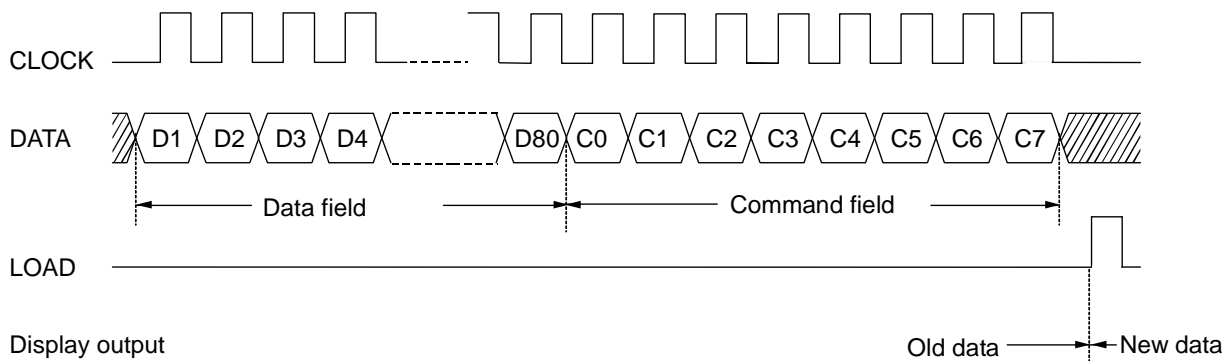 CLOCK
DATA D1 D2 D3 D4 D80 C0 C1 C2 C3 C4 C5 C6 C7
Data field Command field
LOAD
Display output Old data New data